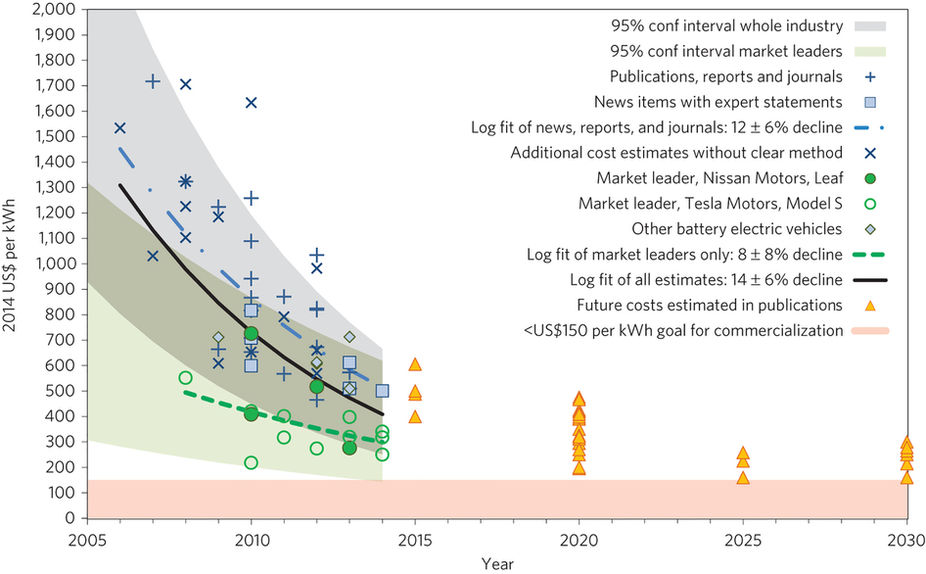 2,000
1,900
1,800
1,700
1,600
1,500
1,400
1,300
1,200
1,100
1,000
900
800
700
600
500
400
300
200
100
0
2014 US$ per kWh
95% conf interval whole industry
95% conf interval market leaders
Publications, reports and journals
News items with expert statements
Log fit of news, reports, and journals: 12 ± 6% decline
Additional cost estimates without clear method
Market leader, Nissan Motors, Leaf
Market leader, Tesla Motors, Model S
Other battery electric vehicles
Log fit of market leaders only: 8 ± 8% decline
Log fit of all estimates: 14 ± 6% decline
Future costs estimated in publications
<US$150 per kWh goal for commercialization
2005 2010 2015 2020 2025 2030
Year